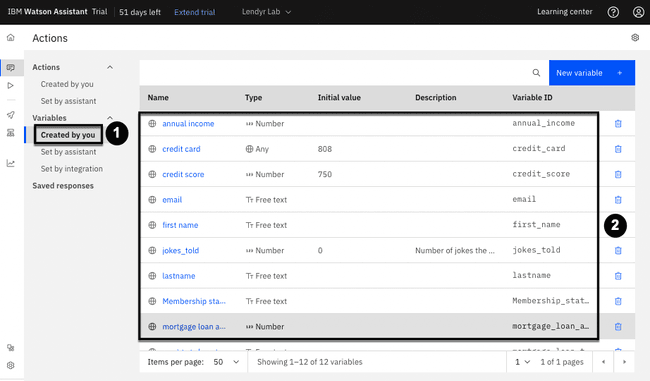 IBM Watson Assistant Trial 51 days left Extend trial Lendyr Lab Learning center
Actions
Actions
Created by you
Set by assistant
Variables
Created by you
Set by assistant
Set by integration
Saved responses
1
New variable +
Name Type Initial value Description Variable ID
annual income Number annual_income
credit card Any 808 credit_card
credit score Number 750 credit_score
email Free text email
first name Free text first_name
2
jokes_told Number 0 Number of jokes the ... jokes_told
lastname Free text lastname
Membership sta... Free text Membership_stat...
mortgage loan a... Number mortgage_loan_a...
Items per page: 50 Showing 1–12 of 12 variables 1 1 of 1 pages